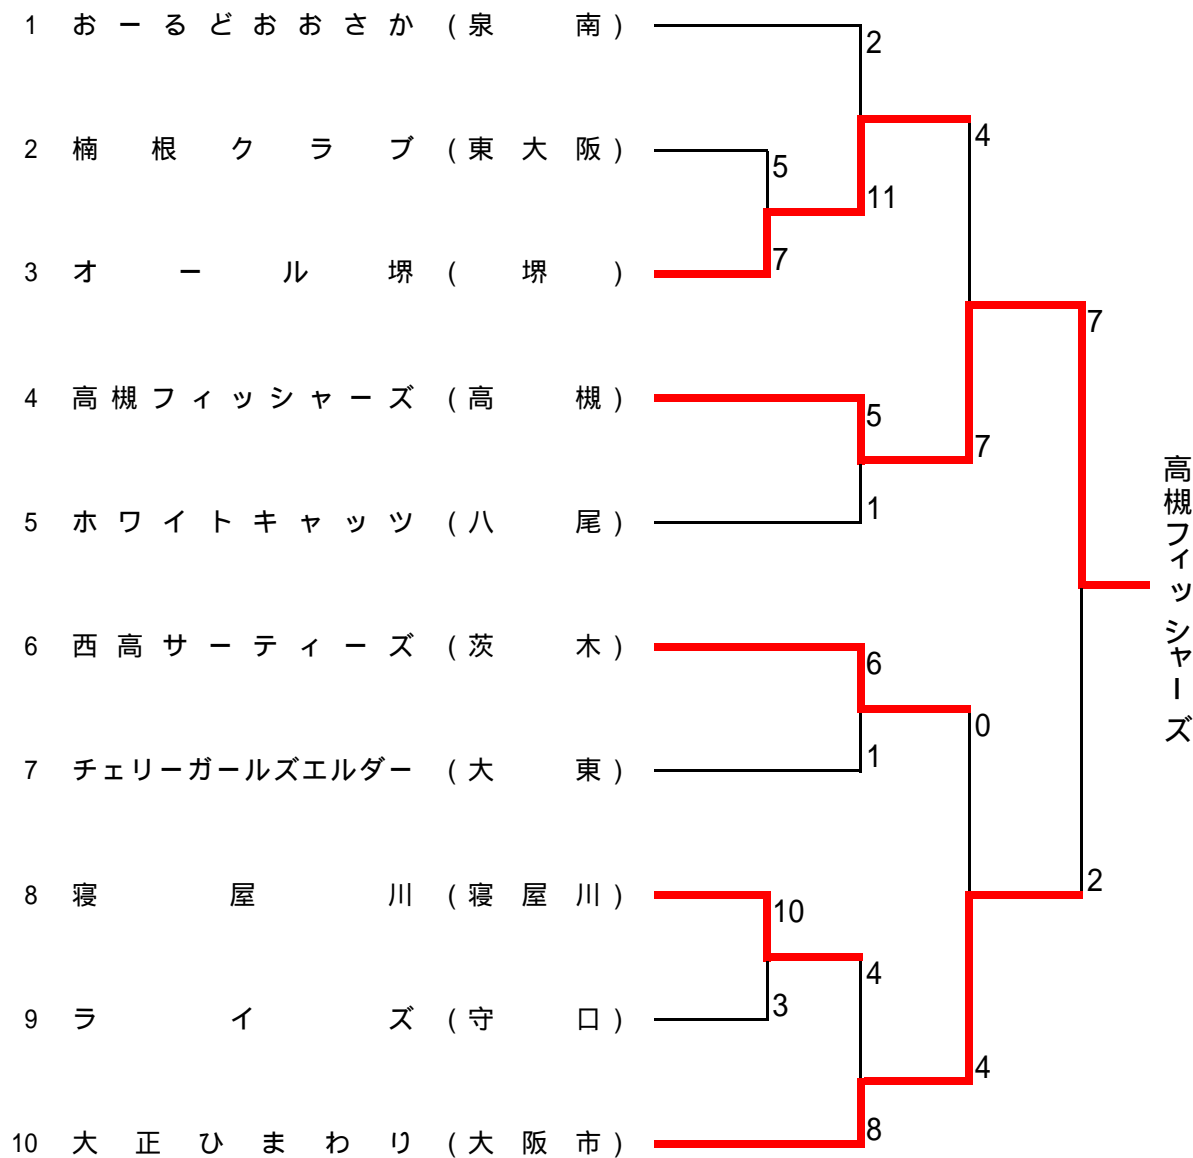 1 おーるどおおさか (泉南)
2
5
4
2 楠根クラブ (東大阪)
5
11
3 オール堺 (堺)
7
7
4 高槻フィッシャーズ (高槻)
5
7
5 ホワイトキャッツ (八尾)
1
高槻フィッシャーズ
6 西高サーティーズ (茨木)
6
0
7 チェリーガールズエルダー (大東)
1
2
8 寝屋川 (寝屋川)
10
4
9 ライズ (守口)
3
4
10 大正ひまわり (大阪市)
8